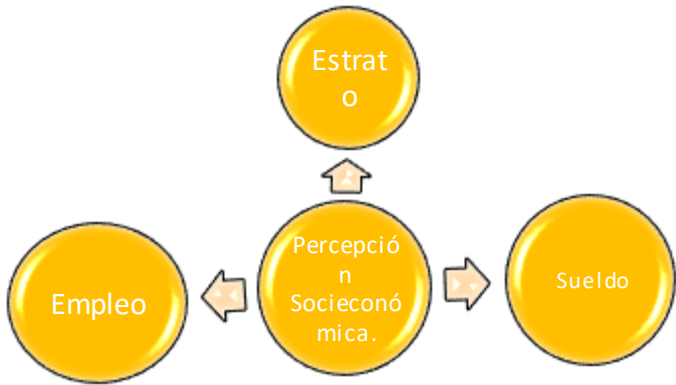 Estrat
o
Percepció
n
Socieconó
mica.
Empleo
Sueldo